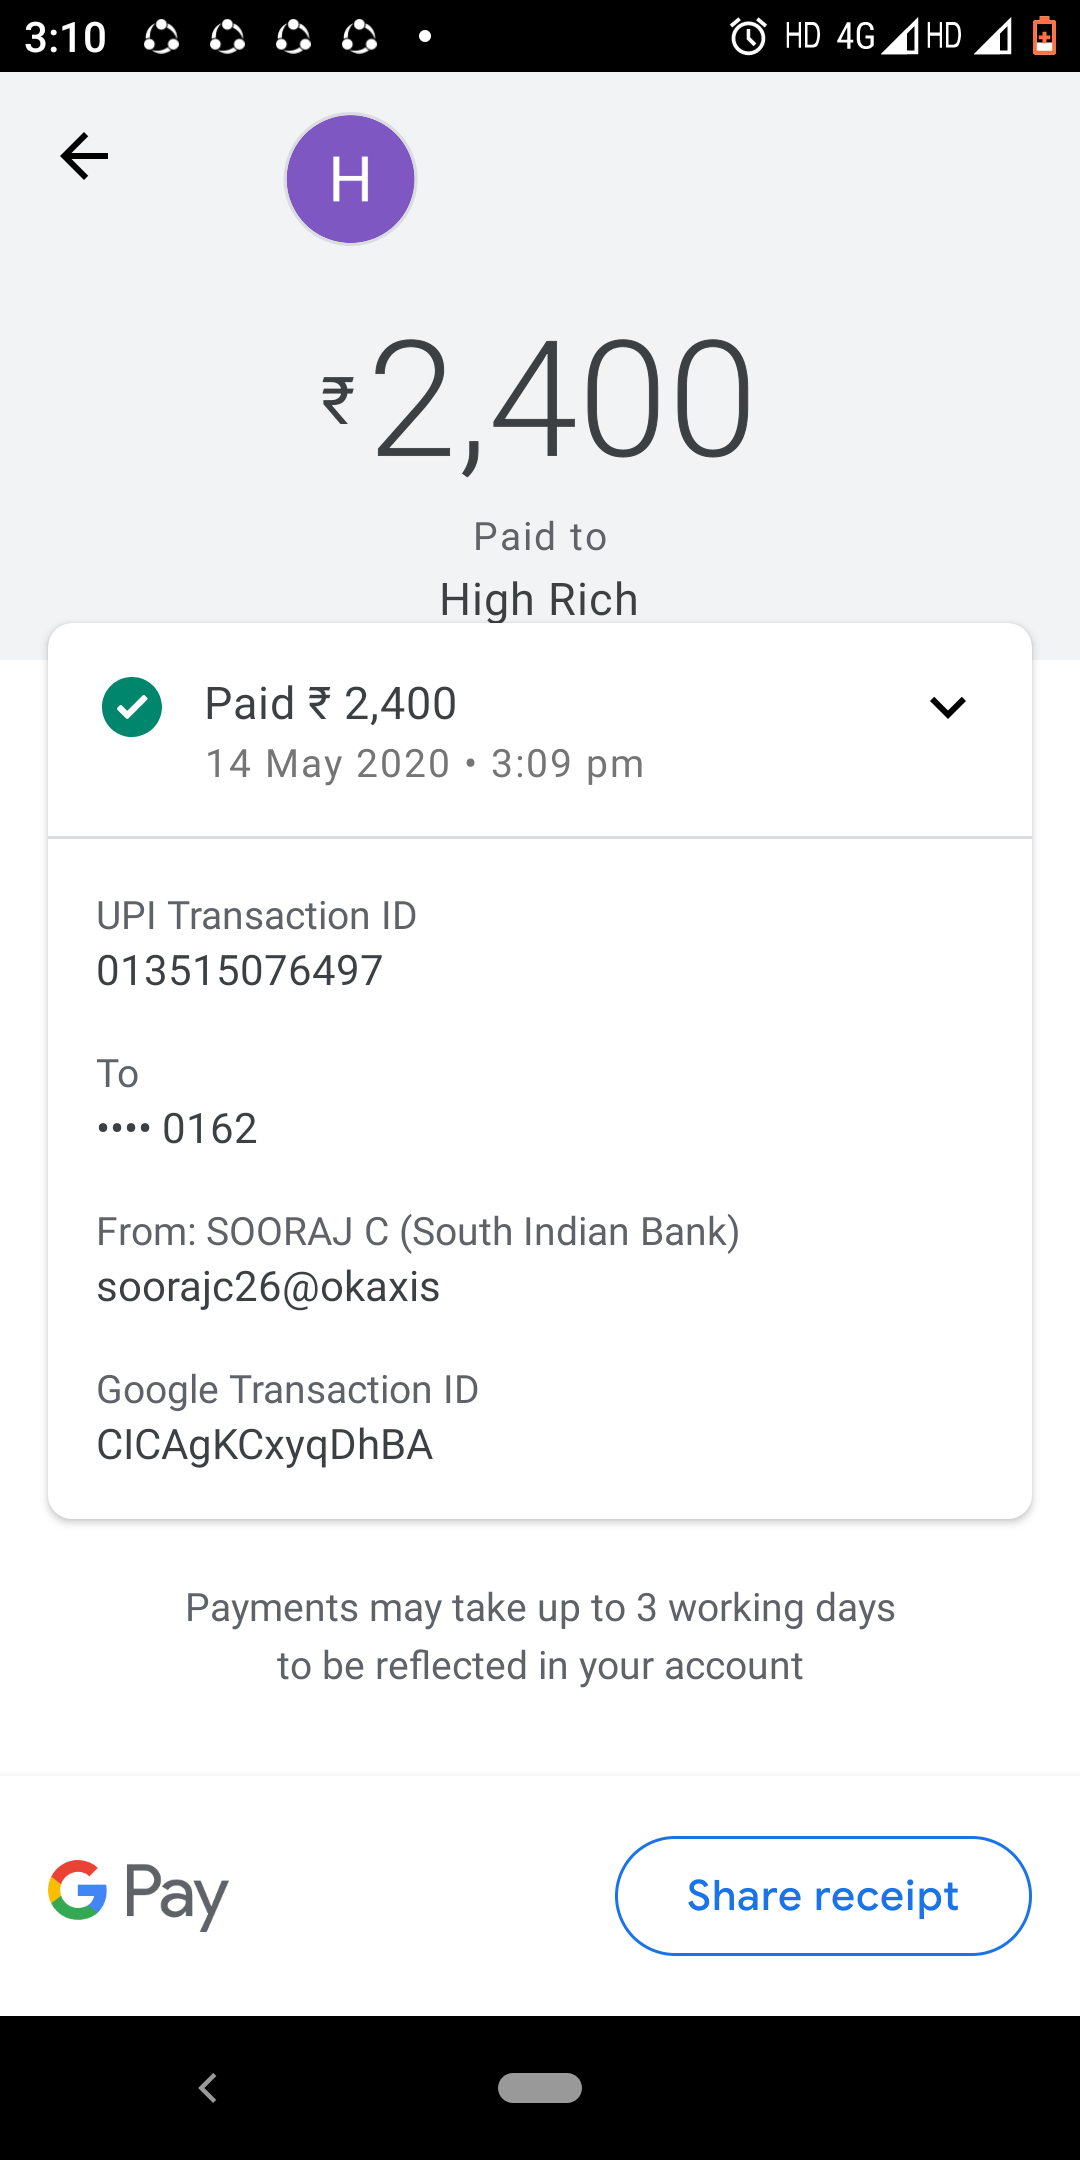 3:10 HD 4G HD
H
₹2,400
Paid to
High Rich
Paid ₹ 2,400
14 May 2020 • 3:09 pm
UPI Transaction ID
013515076497
To
•••• 0162
From: SOORAJ C (South Indian Bank)
soorajc26@okaxis
Google Transaction ID
CICAgKCxyqDhBA
Payments may take up to 3 working days
to be reflected in your account
G Pay
Share receipt